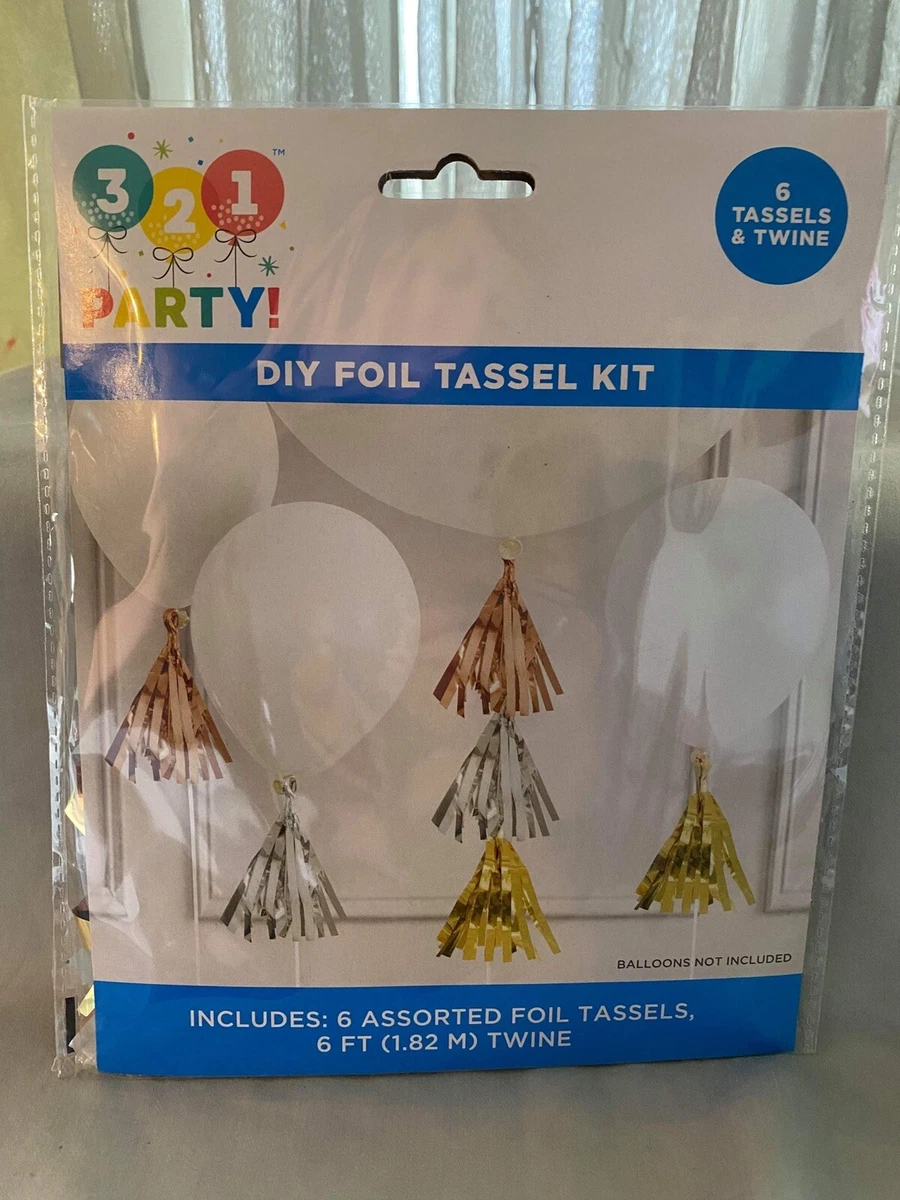 3 2 1 ™
PARTY!
6
TASSELS
& TWINE
DIY FOIL TASSEL KIT
BALLOONS NOT INCLUDED
INCLUDES: 6 ASSORTED FOIL TASSELS,
6 FT (1.82 M) TWINE